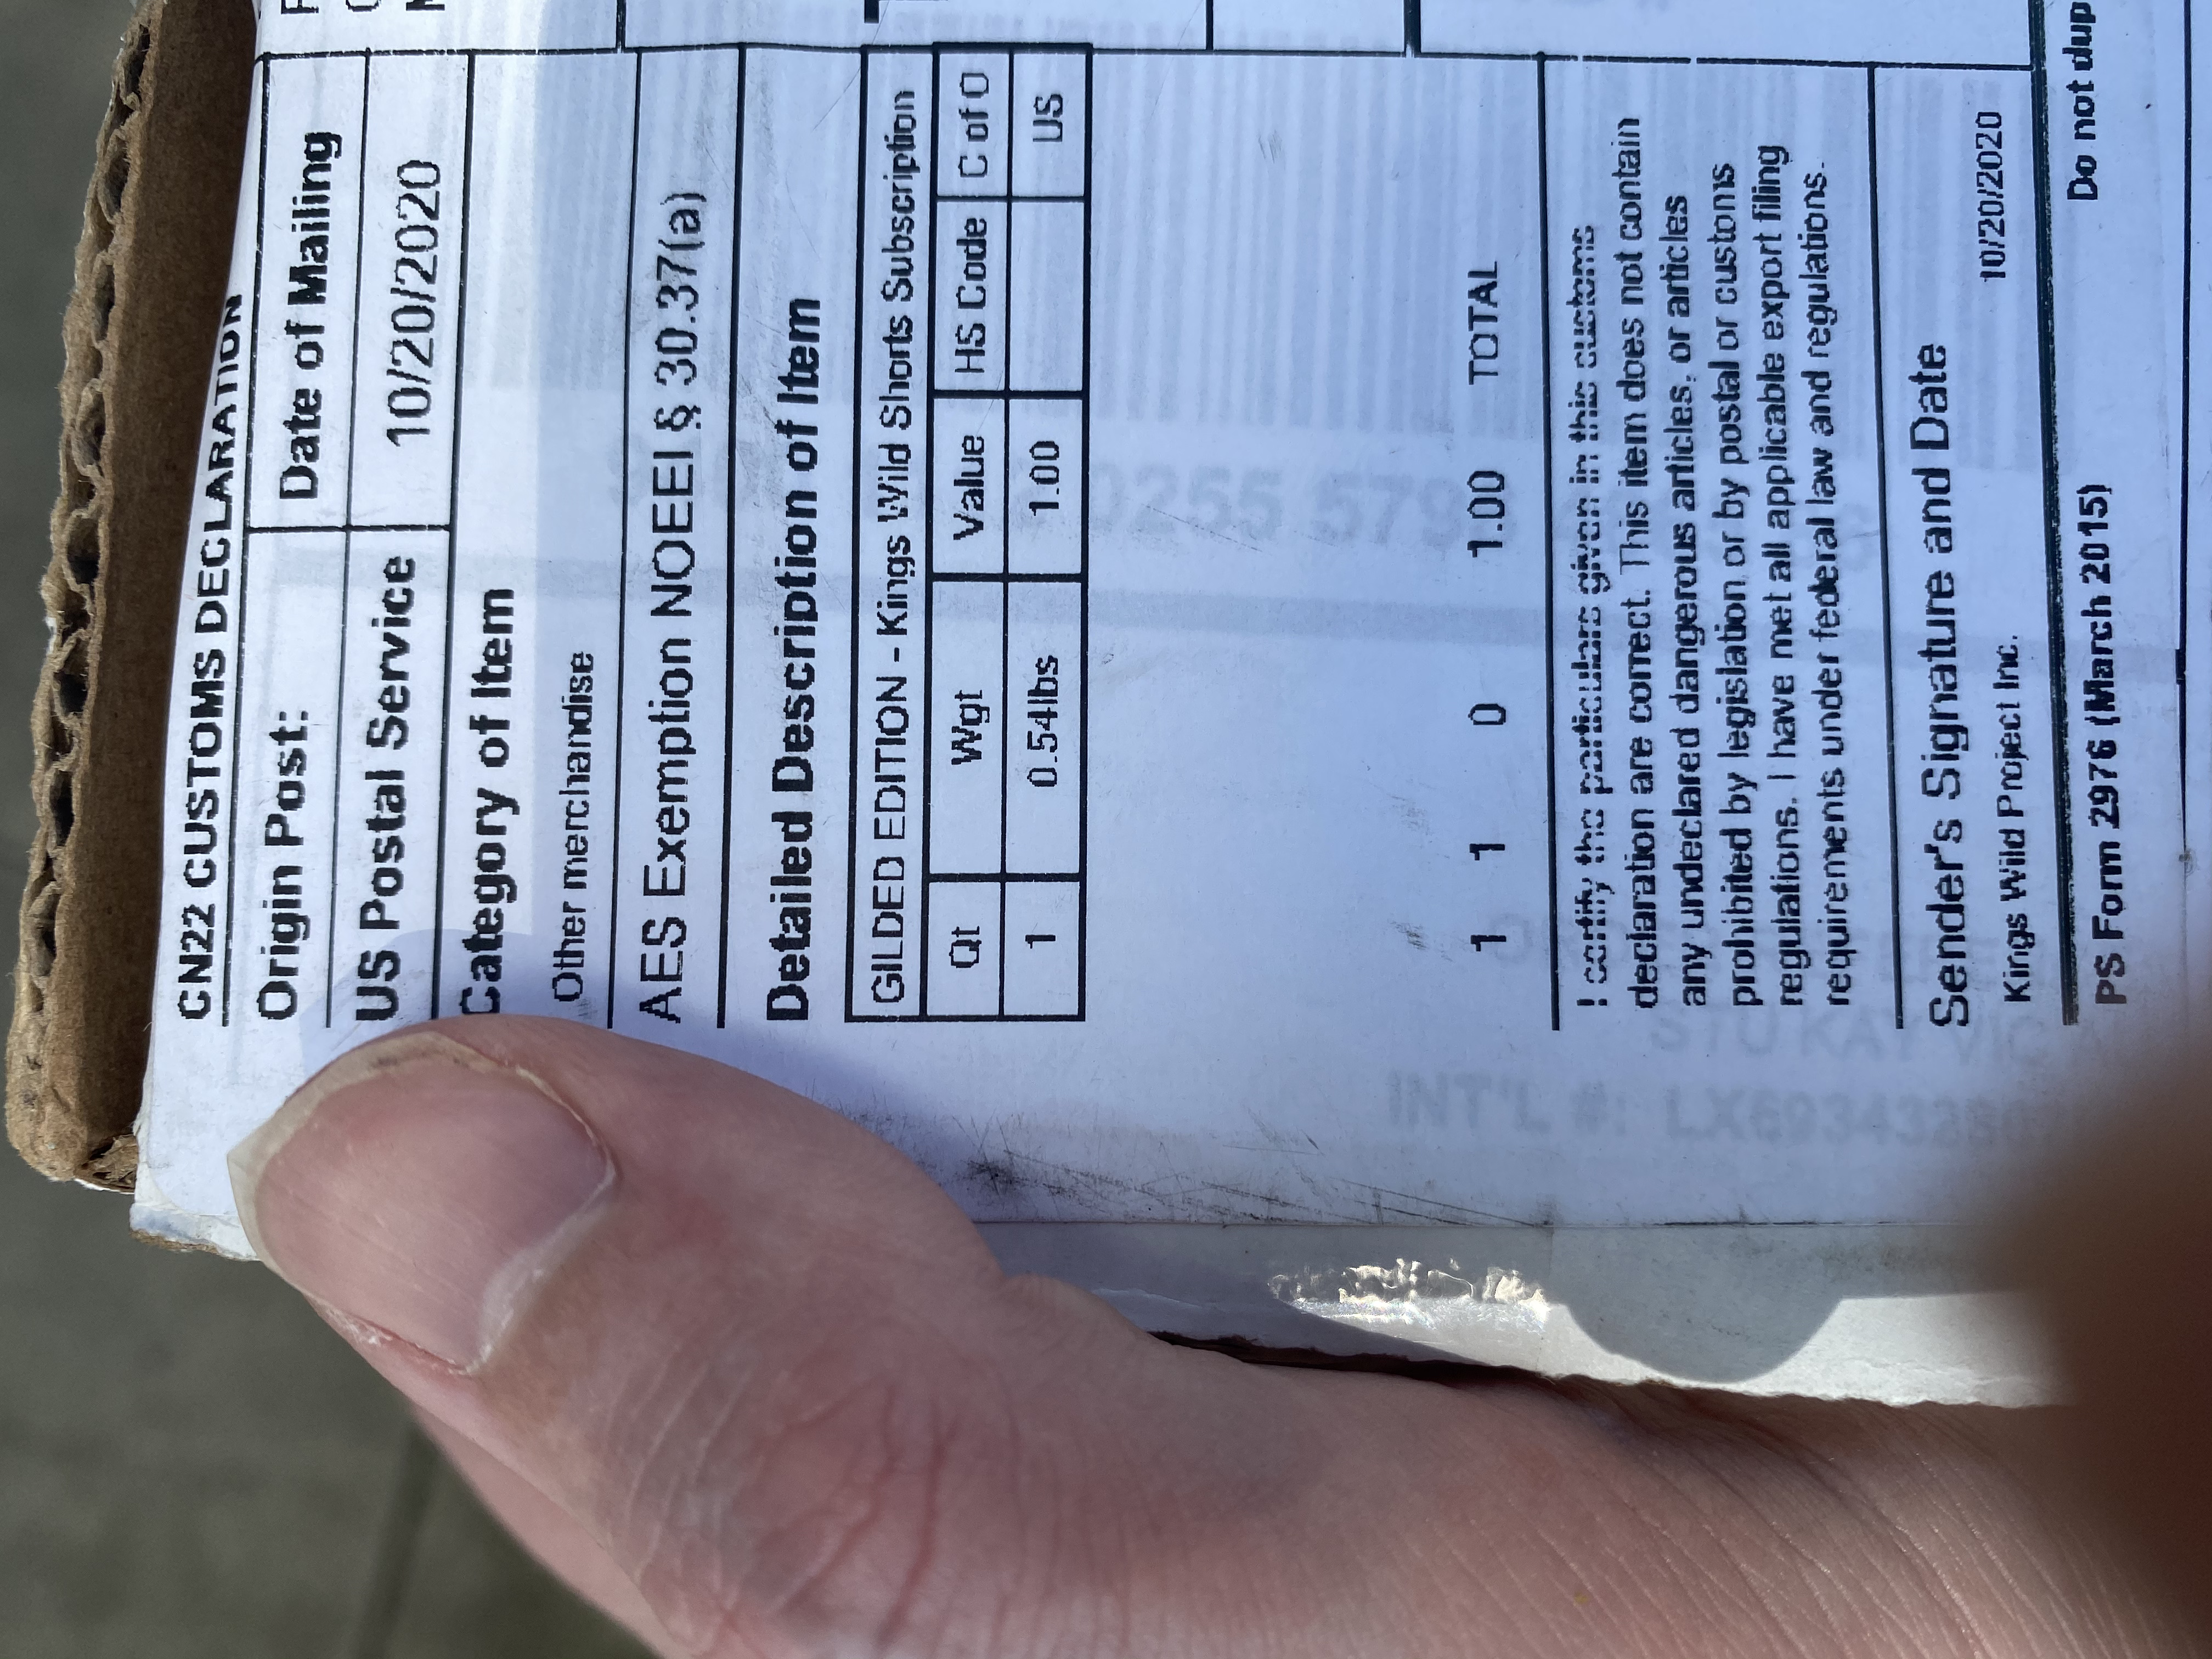 CN22 CUSTOMS DECLARATION
Origin Post: Date of Mailing
US Postal Service 10/20/2020
Category of Item
Other merchandise
AES Exemption NOEEI § 30.37(a)
Detailed Description of Item
GILDED EDITION - Kings Wild Shorts Subscription
Qt Wgt Value HS Code C of O
1 0.54lbs 1.00 US
1 1 0 1.00 TOTAL
I certify the particulars given in this customs
declaration are correct. This item does not contain
any undeclared dangerous articles, or articles
prohibited by legislation or by postal or customs
regulations. I have met all applicable export filing
requirements under federal law and regulations.
Sender's Signature and Date
Kings Wild Project Inc. 10/20/2020
PS Form 2976 (March 2015) Do not dup
0255 579
INT'L #: LX6934328